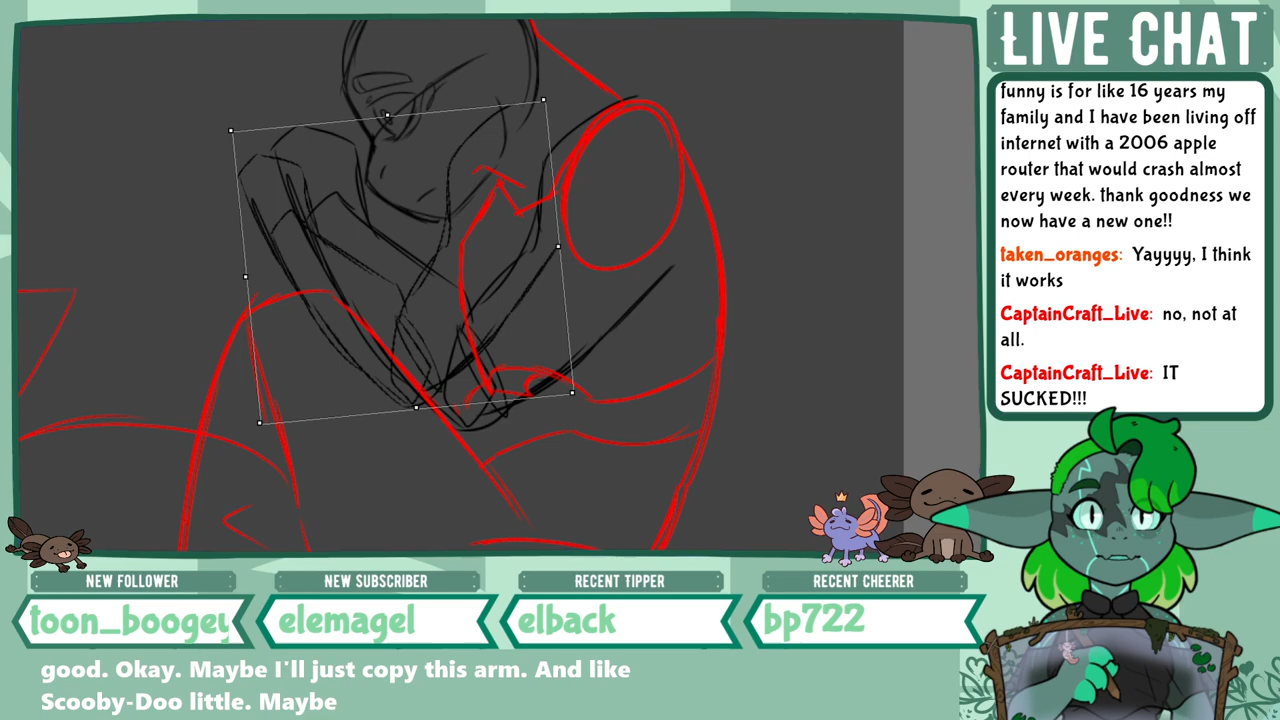 LIVE CHAT
funny is for like 16 years my
family and I have been living off
internet with a 2006 apple
router that would crash almost
every week. thank goodness we
now have a new one!!
taken_oranges: Yayyyy, I think
it works
CaptainCraft_Live: no, not at
all.
CaptainCraft_Live: IT
SUCKED!!!
NEW FOLLOWER
NEW SUBSCRIBER
RECENT TIPPER
RECENT CHEERER
toon_boogey
elemagel
elback
bp722
good. Okay. Maybe I'll just copy this arm. And like
Scooby-Doo little. Maybe